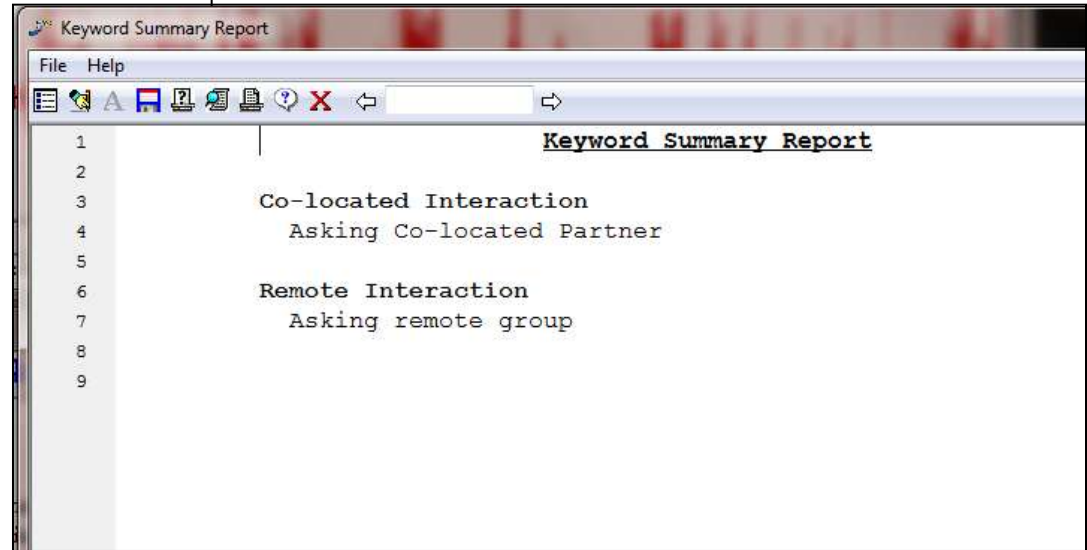 Keyword Summary Report
File Help
A ? ? X
1 Keyword Summary Report
2
3 Co-located Interaction
4 Asking Co-located Partner
5
6 Remote Interaction
7 Asking remote group
8
9